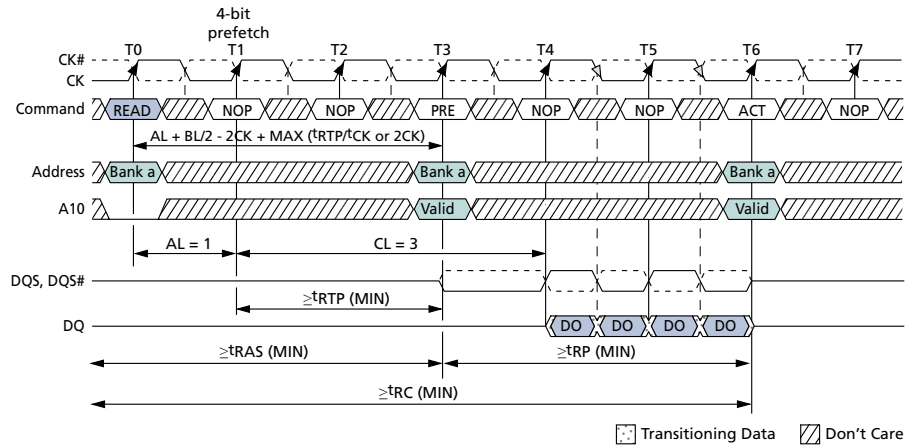 4-bit
prefetch
T0 T1 T2 T3 T4 T5 T6 T7
CK#
CK
Command READ NOP NOP PRE NOP NOP ACT NOP
AL + BL/2 - 2CK + MAX (tRTP/tCK or 2CK)
Address Bank a Bank a Bank a
A10 Valid Valid
AL = 1 CL = 3
DQS, DQS#
≥tRTP (MIN)
DQ DO DO DO DO
≥tRAS (MIN) ≥tRP (MIN)
≥tRC (MIN)
Transitioning Data Don't Care